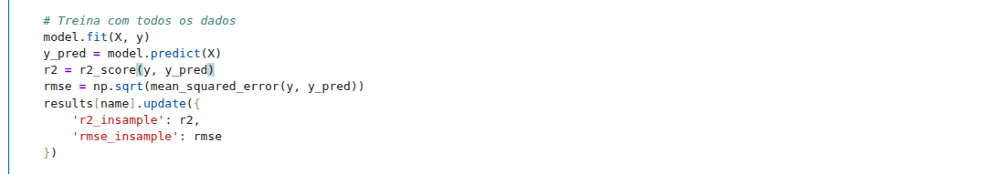 # Treina com todos os dados
model.fit(X, y)
y_pred = model.predict(X)
r2 = r2_score(y, y_pred)
rmse = np.sqrt(mean_squared_error(y, y_pred))
results[name].update({
    'r2_insample': r2,
    'rmse_insample': rmse
})